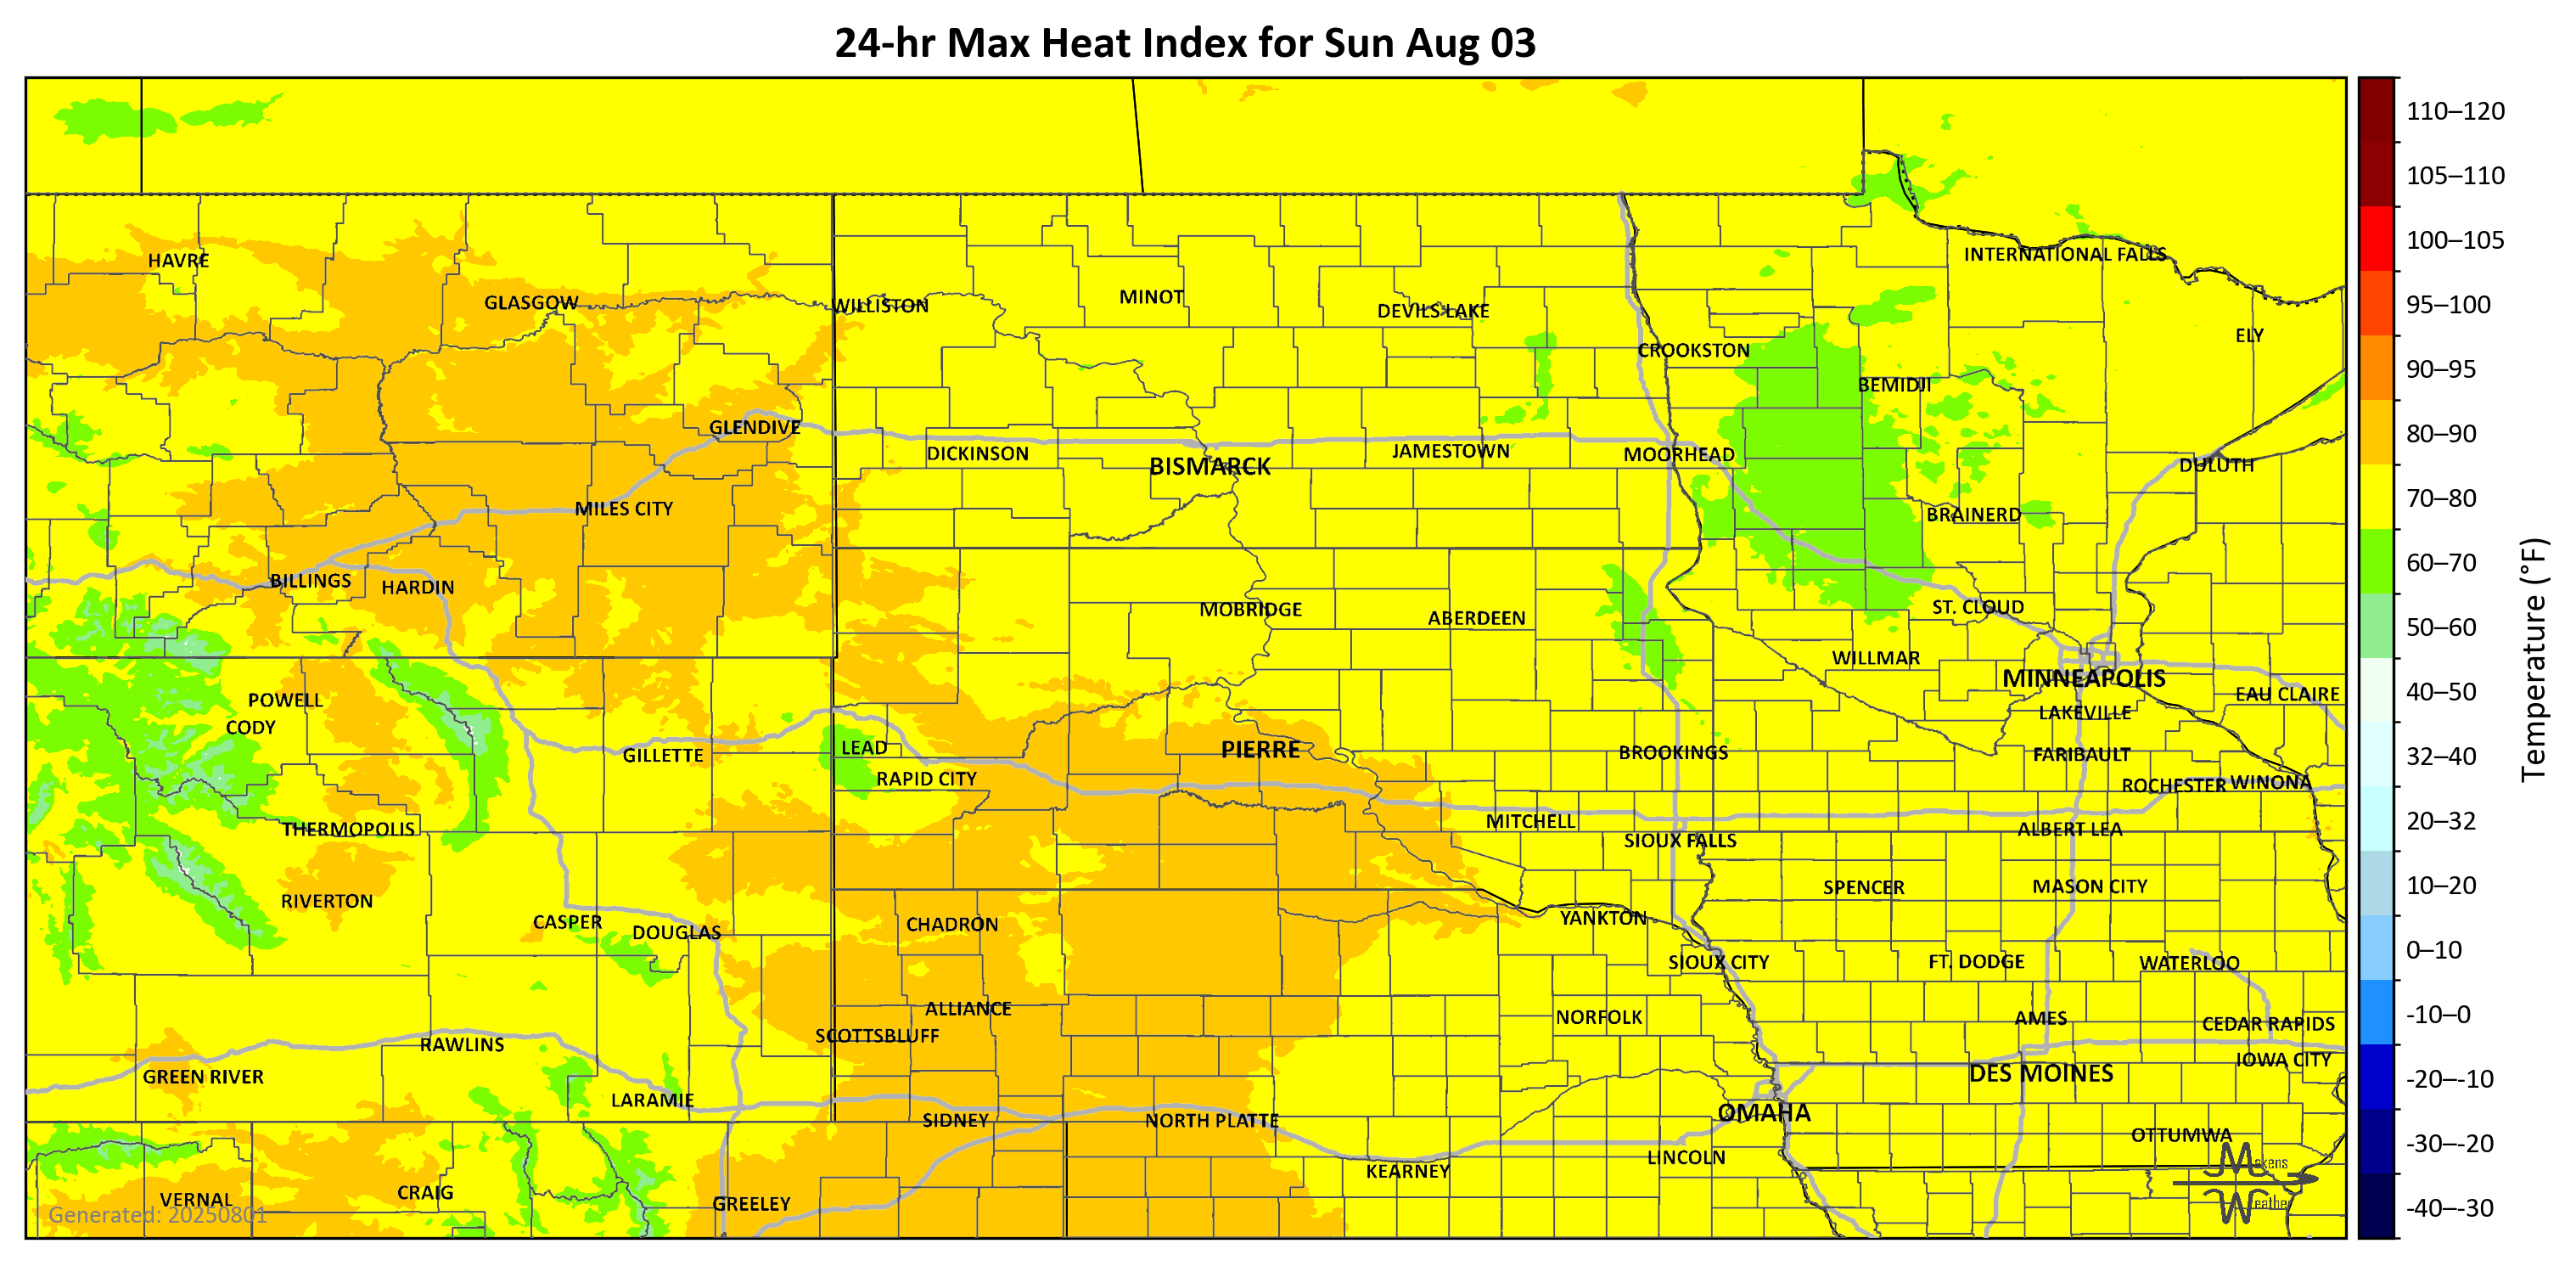 24-hr Max Heat Index for Sun Aug 03
110–120
105–110
100–105
95–100
90–95
80–90
70–80
60–70
50–60
40–50
32–40
20–32
10–20
0–10
-10–0
-20–-10
-30–-20
-40–-30
Temperature (°F)
HAVRE
INTERNATIONAL FALLS
GLASGOW
WILLISTON
MINOT
DEVILS LAKE
ELY
CROOKSTON
BEMIDJI
GLENDIVE
DICKINSON
BISMARCK
JAMESTOWN
MOORHEAD
DULUTH
MILES CITY
BRAINERD
BILLINGS
HARDIN
MOBRIDGE
ABERDEEN
ST. CLOUD
WILLMAR
MINNEAPOLIS
EAU CLAIRE
POWELL
CODY
LAKEVILLE
GILLETTE
LEAD
PIERRE
BROOKINGS
FARIBAULT
RAPID CITY
ROCHESTER
WINONA
THERMOPOLIS
MITCHELL
SIOUX FALLS
ALBERT LEA
RIVERTON
SPENCER
MASON CITY
CASPER
DOUGLAS
CHADRON
YANKTON
SIOUX CITY
FT. DODGE
WATERLOO
ALLIANCE
NORFOLK
AMES
CEDAR RAPIDS
SCOTTSBLUFF
RAWLINS
IOWA CITY
GREEN RIVER
DES MOINES
LARAMIE
SIDNEY
NORTH PLATTE
OMAHA
OTTUMWA
KEARNEY
LINCOLN
VERNAL
CRAIG
GREELEY
Makens
Weather
Generated: 20250801